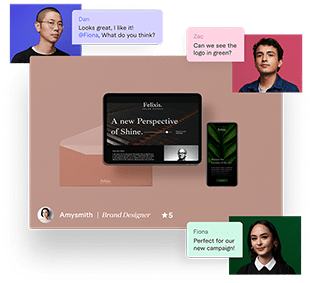 Dan
Looks great, I like it!
@Fiona, What do you think?
Zac
Can we see the
logo in green?
Felixis.
A new Perspective
of Shine.
Felixis
Amysmith | Brand Designer ★5
Fiona
Perfect for our
new campaign!